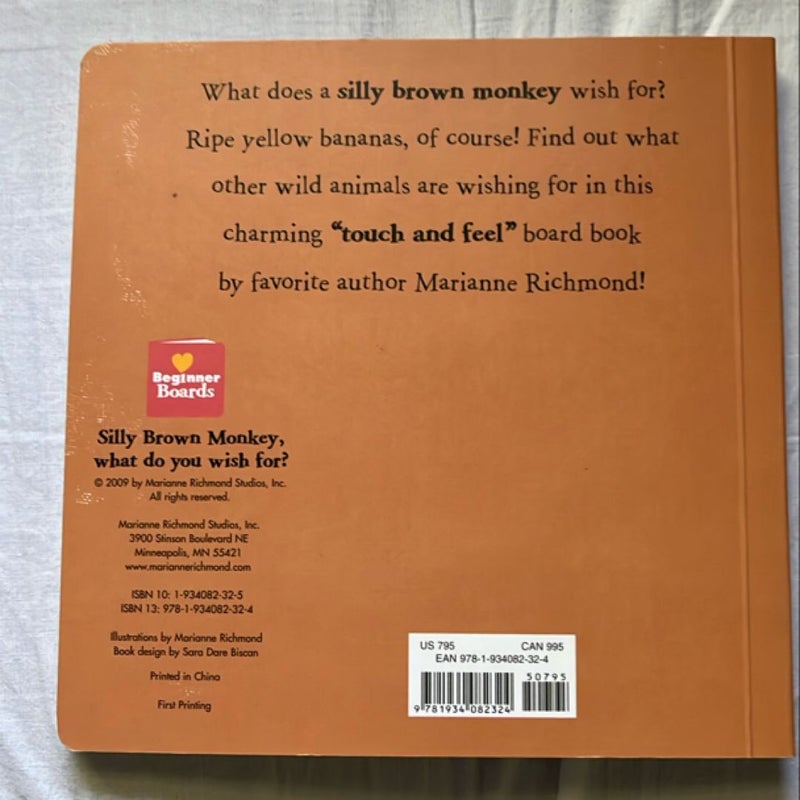 What does a silly brown monkey wish for?
Ripe yellow bananas, of course! Find out what
other wild animals are wishing for in this
charming “touch and feel” board book
by favorite author Marianne Richmond!
Beginner
Boards
Silly Brown Monkey,
what do you wish for?
© 2009 by Marianne Richmond Studios, Inc.
All rights reserved.
Marianne Richmond Studios, Inc.
3900 Stinson Boulevard NE
Minneapolis, MN 55421
www.mariannerichmond.com
ISBN 10: 1-934082-32-5
ISBN 13: 978-1-934082-32-4
Illustrations by Marianne Richmond
Book design by Sara Dare Biscan
Printed in China
First Printing
US 795 CAN 995
EAN 978-1-934082-32-4
50795
9 781934 082324